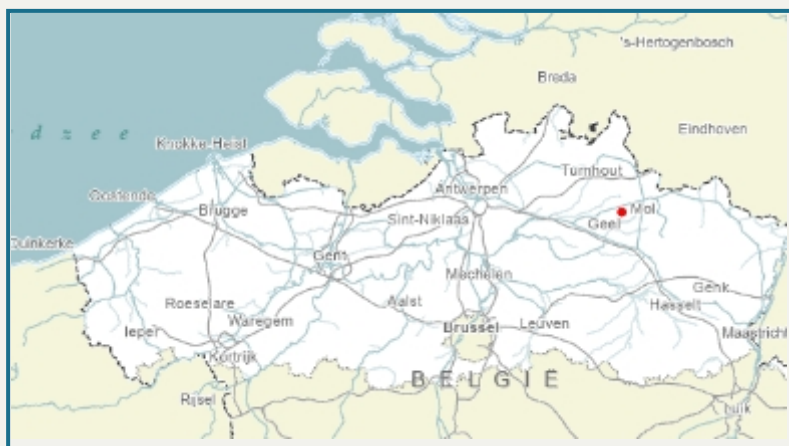 's-Hertogenbosch
Breda
Eindhoven
d z e e
Knokke-Heist
Turnhout
Oostende
Antwerpen
Brugge
Sint-Niklaas
Mol
Geel
Duinkerke
Gent
Mechelen
Genk
Roeselare
Aalst
Hasselt
Ieper
Waregem
Brussel
Leuven
Maastricht
Kortrijk
BELGIË
Rijsel
Luik